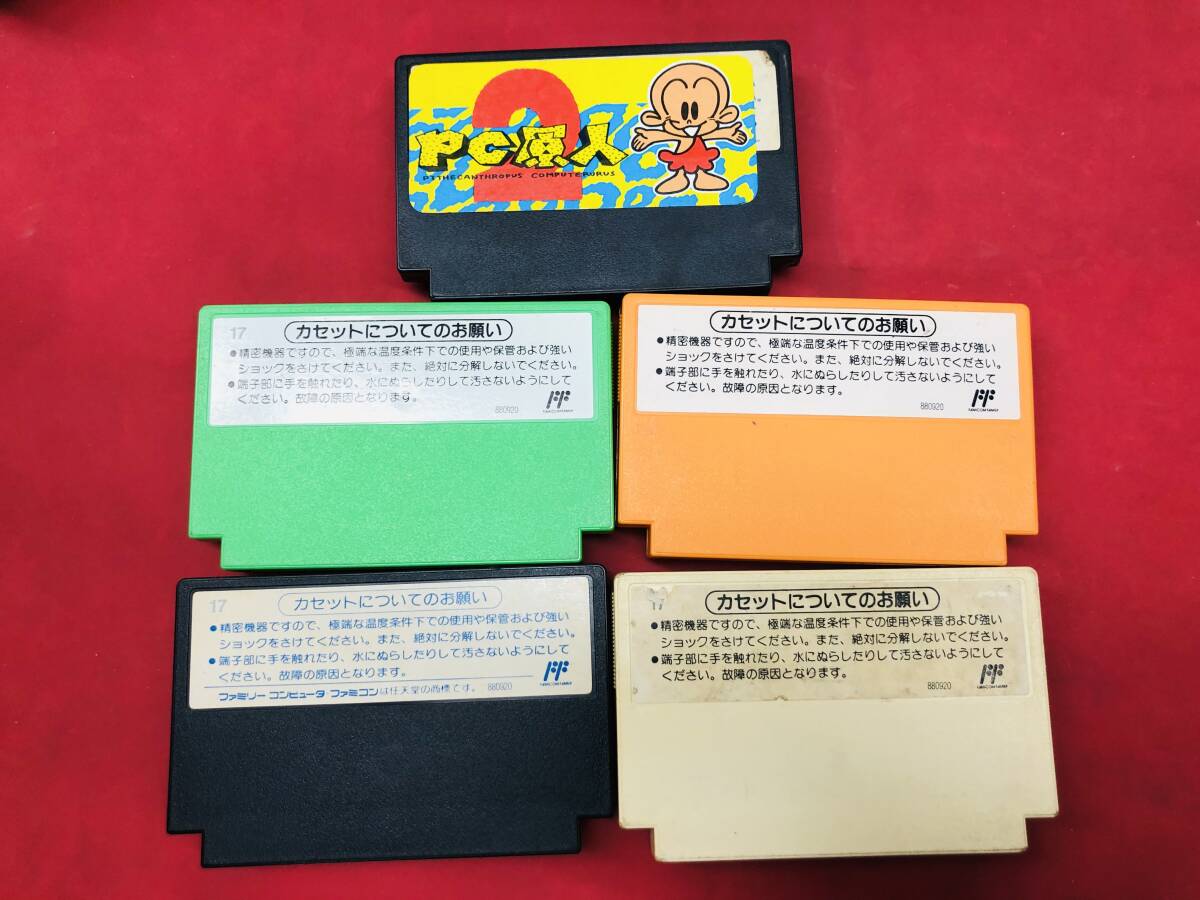 2
PC原人
PITHECANTHROPUS COMPUTERURUS
17
カセットについてのお願い
●精密機器ですので、極端な温度条件下での使用や保管および強い
ショックをさけてください。また、絶対に分解しないでください。
●端子部に手を触れたり、水にぬらしたりして汚さないようにして
ください。故障の原因となります。
880920
FF
FAMICOM FAMILY
カセットについてのお願い
●精密機器ですので、極端な温度条件下での使用や保管および強い
ショックをさけてください。また、絶対に分解しないでください。
●端子部に手を触れたり、水にぬらしたりして汚さないようにして
ください。故障の原因となります。
880920
FF
FAMICOM FAMILY
17
カセットについてのお願い
●精密機器ですので、極端な温度条件下での使用や保管および強い
ショックをさけてください。また、絶対に分解しないでください。
●端子部に手を触れたり、水にぬらしたりして汚さないようにして
ください。故障の原因となります。
ファミリーコンピュータ ファミコンは任天堂の商標です。 880920
FF
FAMICOM FAMILY
17
カセットについてのお願い
●精密機器ですので、極端な温度条件下での使用や保管および強い
ショックをさけてください。また、絶対に分解しないでください。
●端子部に手を触れたり、水にぬらしたりして汚さないようにして
ください。故障の原因となります。
880920
FF
FAMICOM FAMILY